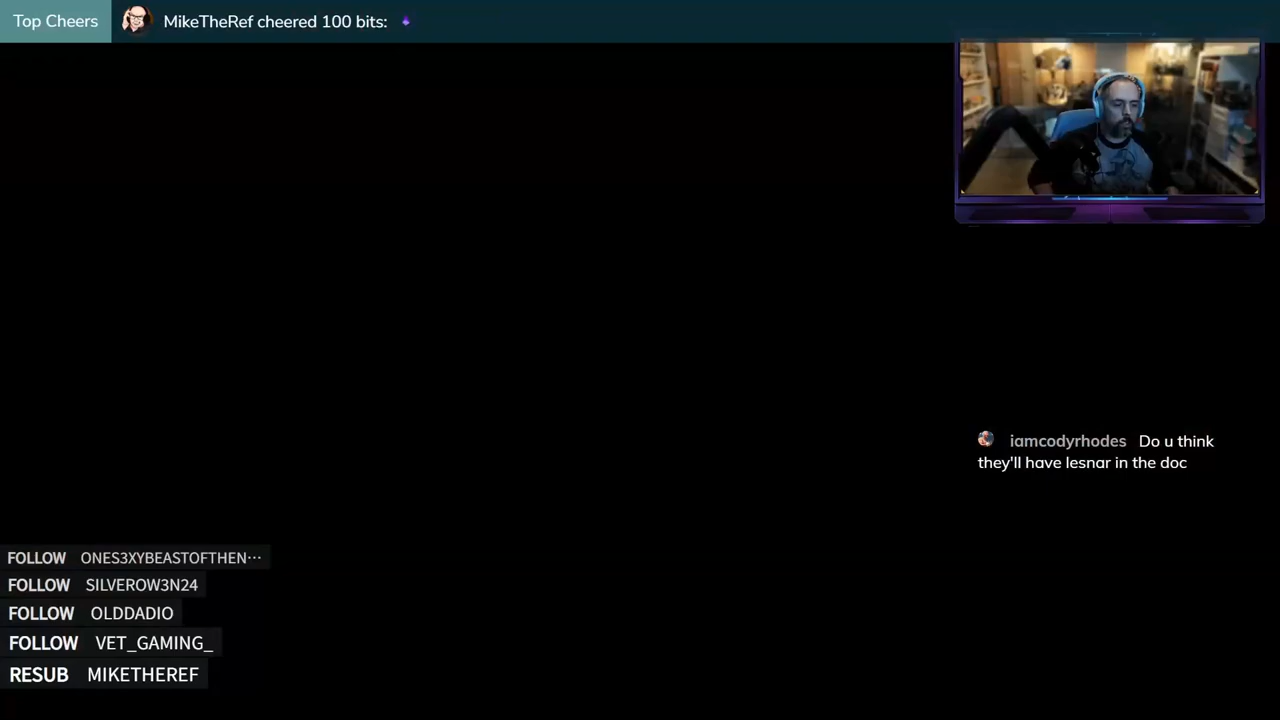 Top Cheers
MikeTheRef cheered 100 bits:
iamcodyrhodes Do u think
they'll have lesnar in the doc
FOLLOW ONES3XYBEASTOFTHEN…
FOLLOW SILVEROW3N24
FOLLOW OLDDADIO
FOLLOW VET_GAMING_
RESUB MIKETHEREF